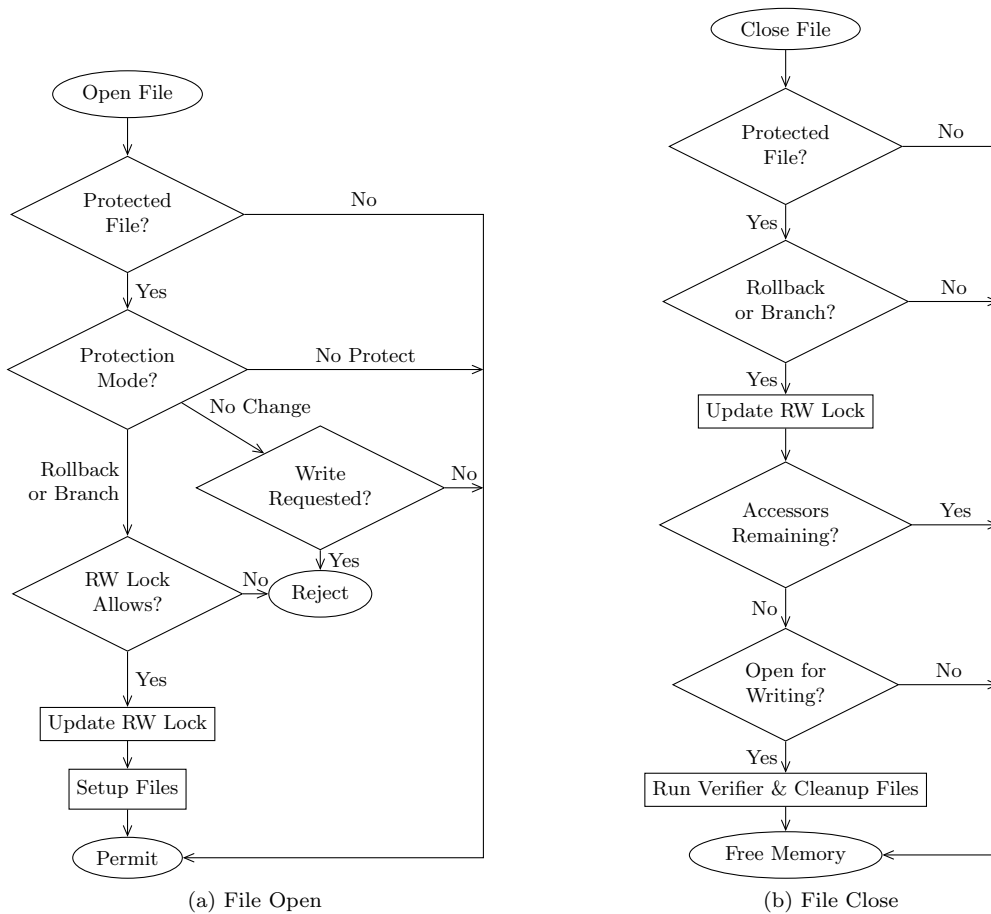 Open File
Protected
File?
No
Yes
Protection
Mode?
No Protect
No Change
Rollback
or Branch
Write
Requested?
No
Yes
RW Lock
Allows?
No
Reject
Yes
Update RW Lock
Setup Files
Permit
(a) File Open
Close File
Protected
File?
No
Yes
Rollback
or Branch?
No
Yes
Update RW Lock
Accessors
Remaining?
Yes
No
Open for
Writing?
No
Yes
Run Verifier & Cleanup Files
Free Memory
(b) File Close